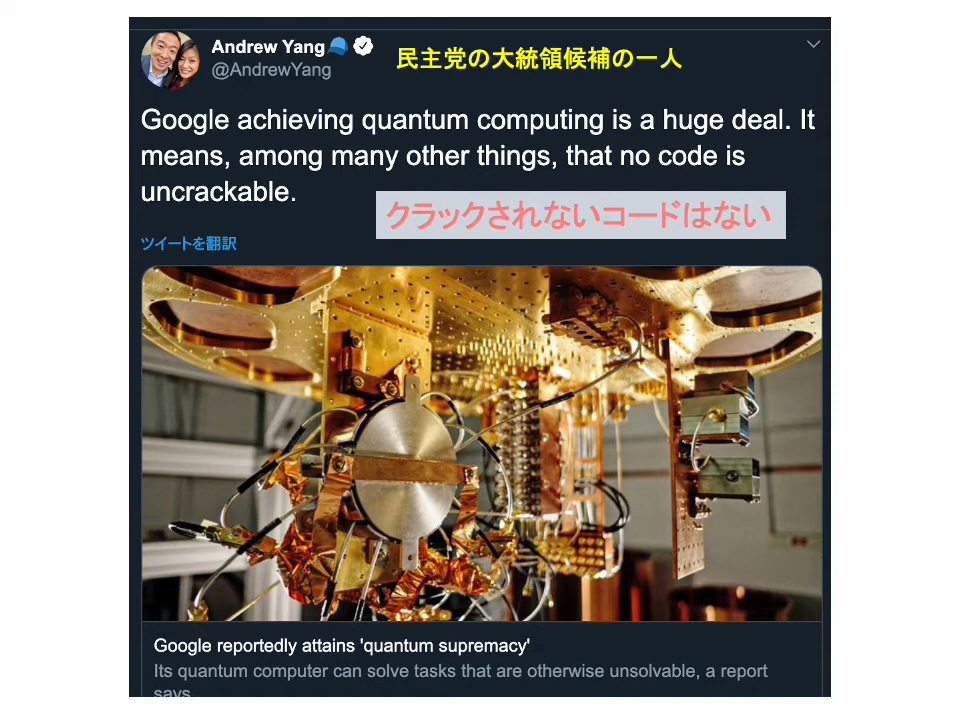 Andrew Yang
民主党の大統領候補の一人
@AndrewYang
Google achieving quantum computing is a huge deal. It
means, among many other things, that no code is
uncrackable.
クラックされないコードはない
ツイートを翻訳
Google reportedly attains 'quantum supremacy'
Its quantum computer can solve tasks that are otherwise unsolvable, a report
says